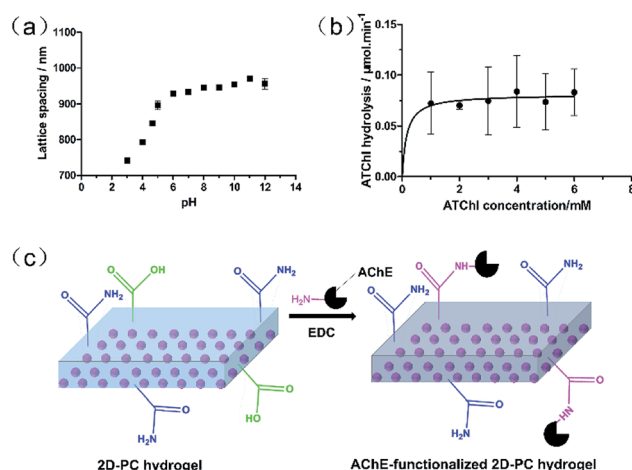 (a)
1000
900
800
700
0 2 4 6 8 10 12 14
Lattice spacing / nm
pH
(b)
0.15
0.10
0.05
0.00
0 2 4 6 8
ATChI hydrolysis / μmol.min⁻¹
ATChI concentration/mM
(c)
O
OH
O
NH₂
O
NH₂
O
HO
O
H₂N
2D-PC hydrogel
AChE
H₂N
EDC
O
NH
O
NH₂
O
NH₂
O
HN
O
H₂N
AChE-functionalized 2D-PC hydrogel